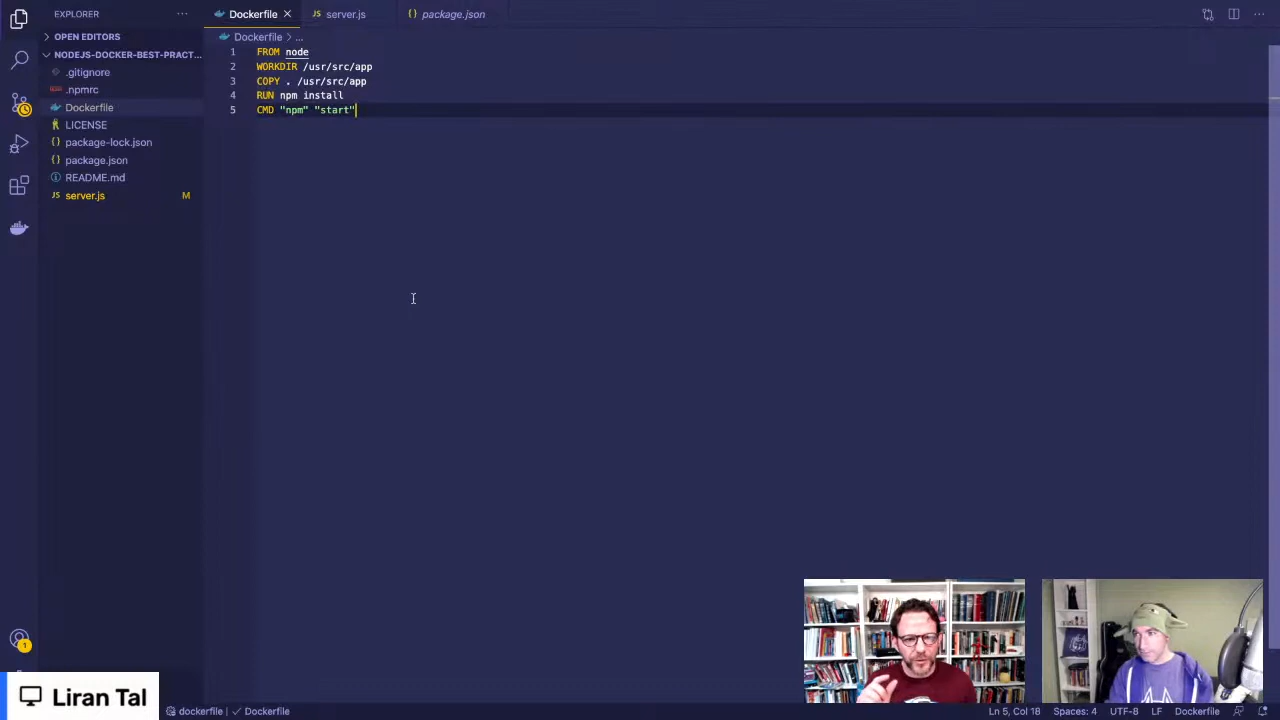 EXPLORER
OPEN EDITORS
NODEJS-DOCKER-BEST-PRACT...
.gitignore
.npmrc
Dockerfile
LICENSE
package-lock.json
package.json
README.md
server.js M
Dockerfile
JS server.js
{} package.json
Dockerfile > ...
1 FROM node
2 WORKDIR /usr/src/app
3 COPY . /usr/src/app
4 RUN npm install
5 CMD "npm" "start"
1
Liran Tal
dockerfile | ✓ Dockerfile
Ln 5, Col 18 Spaces: 4 UTF-8 LF Dockerfile